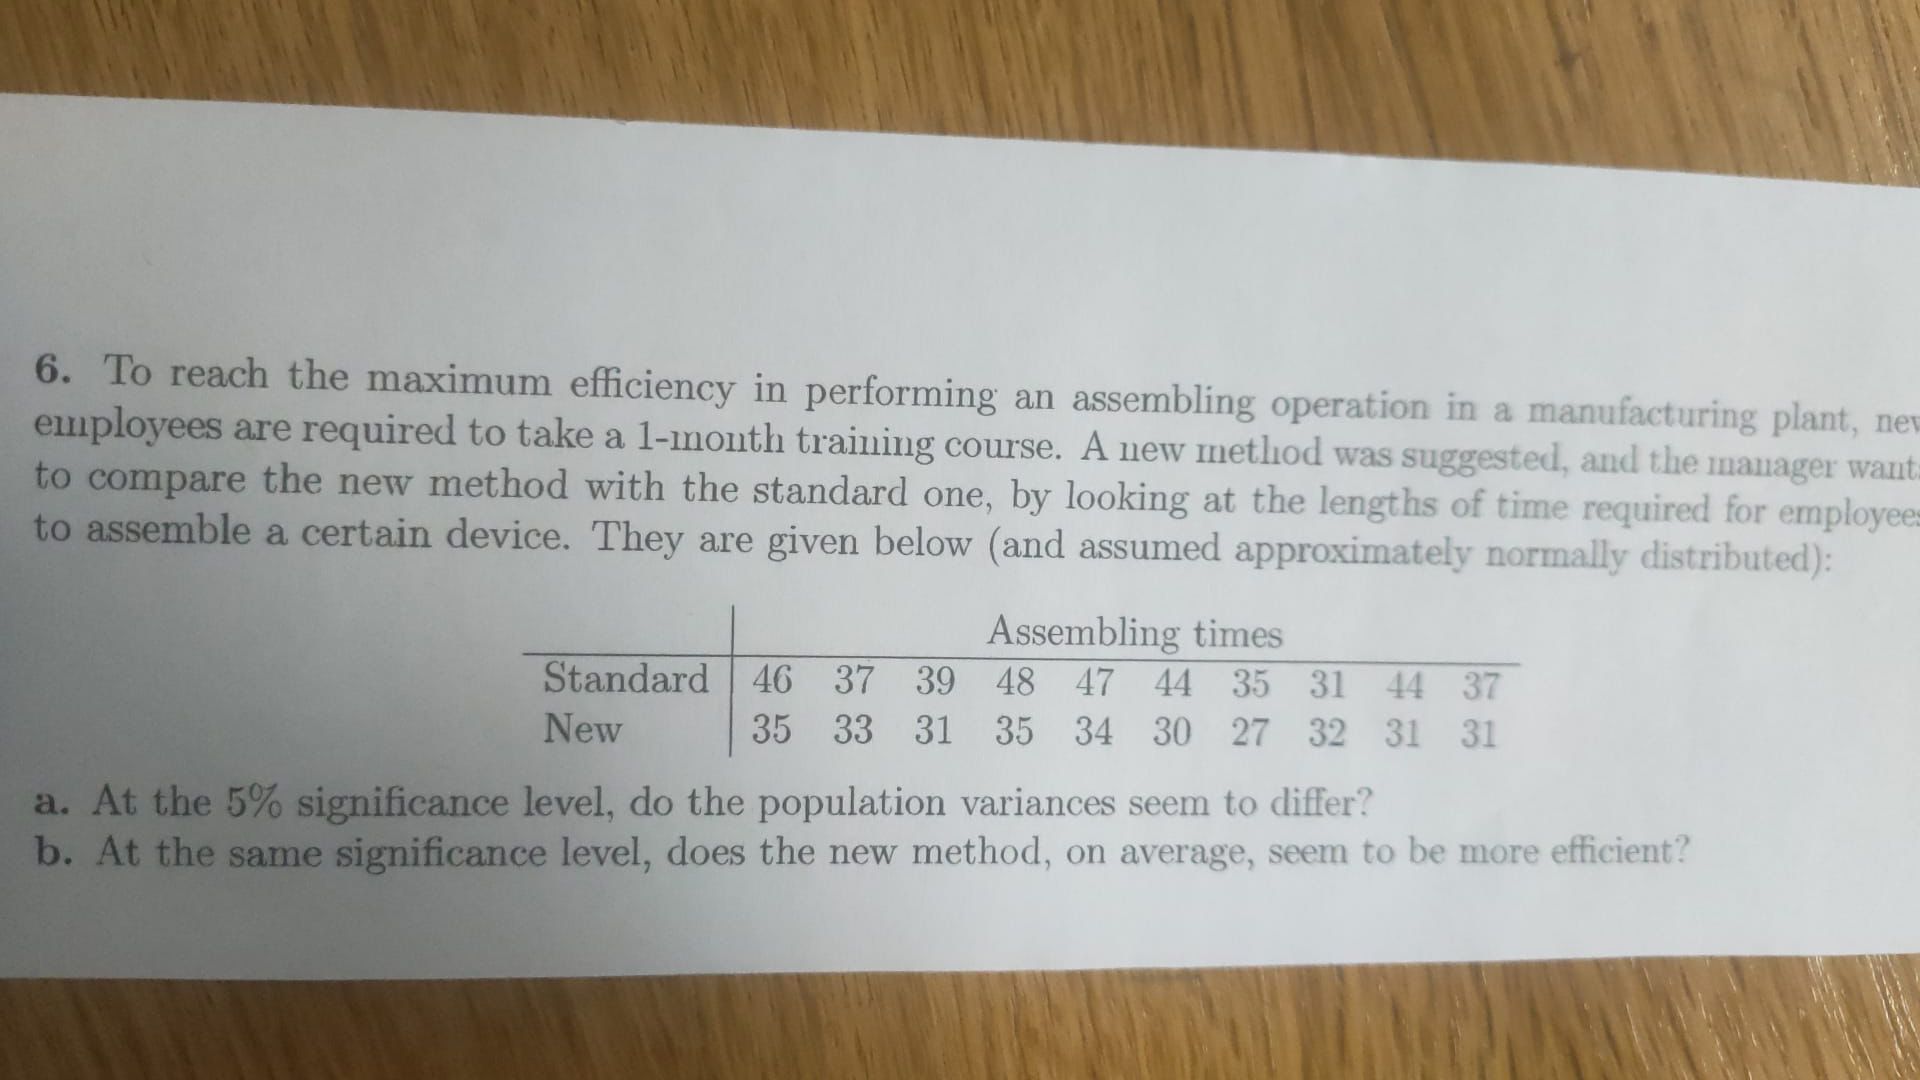 6. To reach the maximum efficiency in performing an assembling operation in a manufacturing plant, new
employees are required to take a 1-month training course. A new method was suggested, and the manager wants
to compare the new method with the standard one, by looking at the lengths of time required for employees
to assemble a certain device. They are given below (and assumed approximately normally distributed):
Assembling times
Standard 46 37 39 48 47 44 35 31 44 37
New 35 33 31 35 34 30 27 32 31 31
a. At the 5% significance level, do the population variances seem to differ?
b. At the same significance level, does the new method, on average, seem to be more efficient?